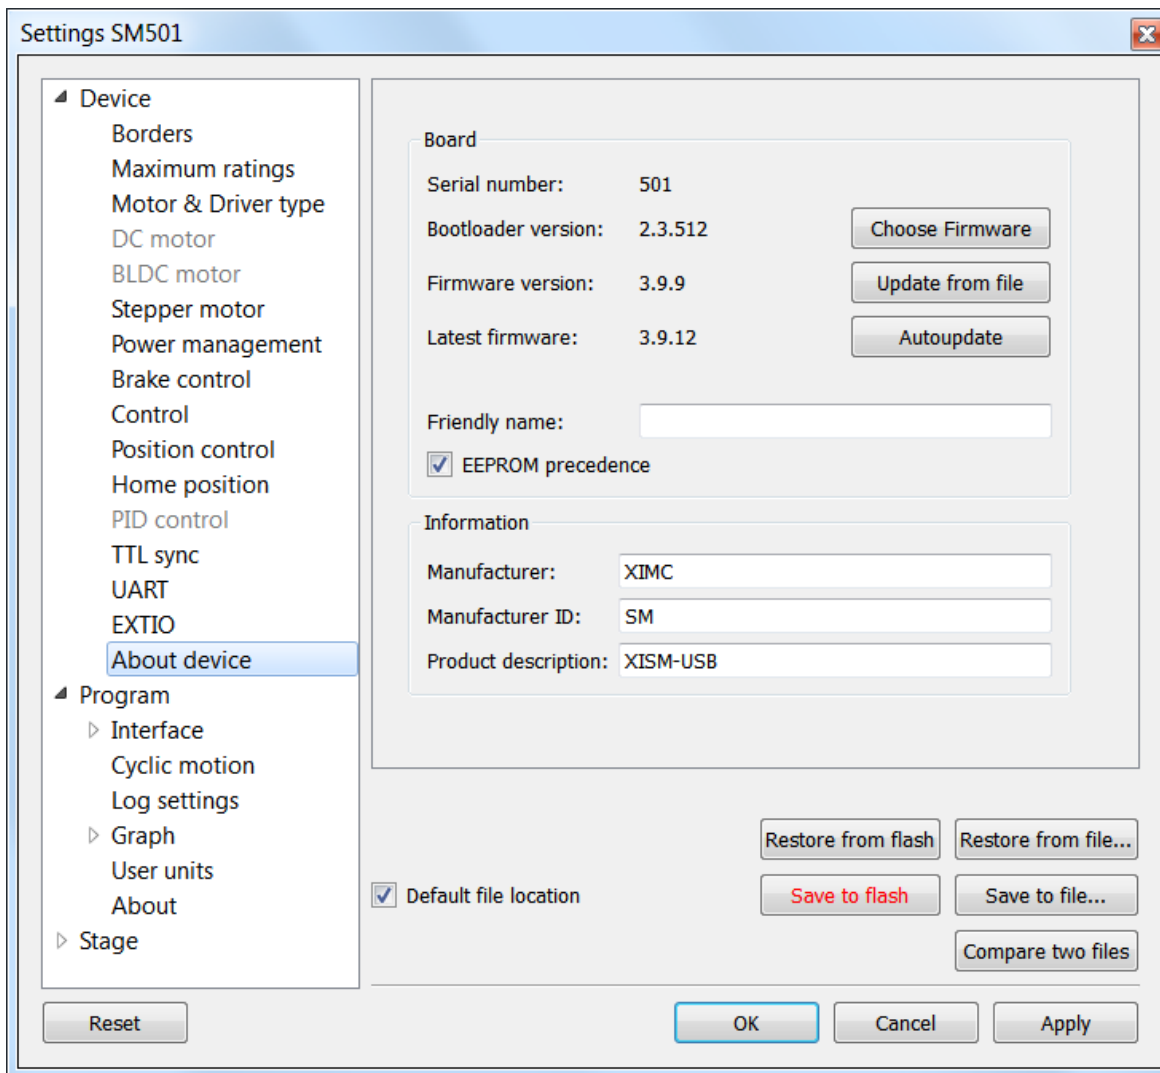 Settings SM501
Device
Borders
Maximum ratings
Motor & Driver type
DC motor
BLDC motor
Stepper motor
Power management
Brake control
Control
Position control
Home position
PID control
TTL sync
UART
EXTIO
About device
Program
Interface
Cyclic motion
Log settings
Graph
User units
About
Stage
Board
Serial number: 501
Bootloader version: 2.3.512 Choose Firmware
Firmware version: 3.9.9 Update from file
Latest firmware: 3.9.12 Autoupdate
Friendly name:
EEPROM precedence
Information
Manufacturer: XIMC
Manufacturer ID: SM
Product description: XISM-USB
Restore from flash Restore from file...
Default file location Save to flash Save to file...
Compare two files
Reset OK Cancel Apply